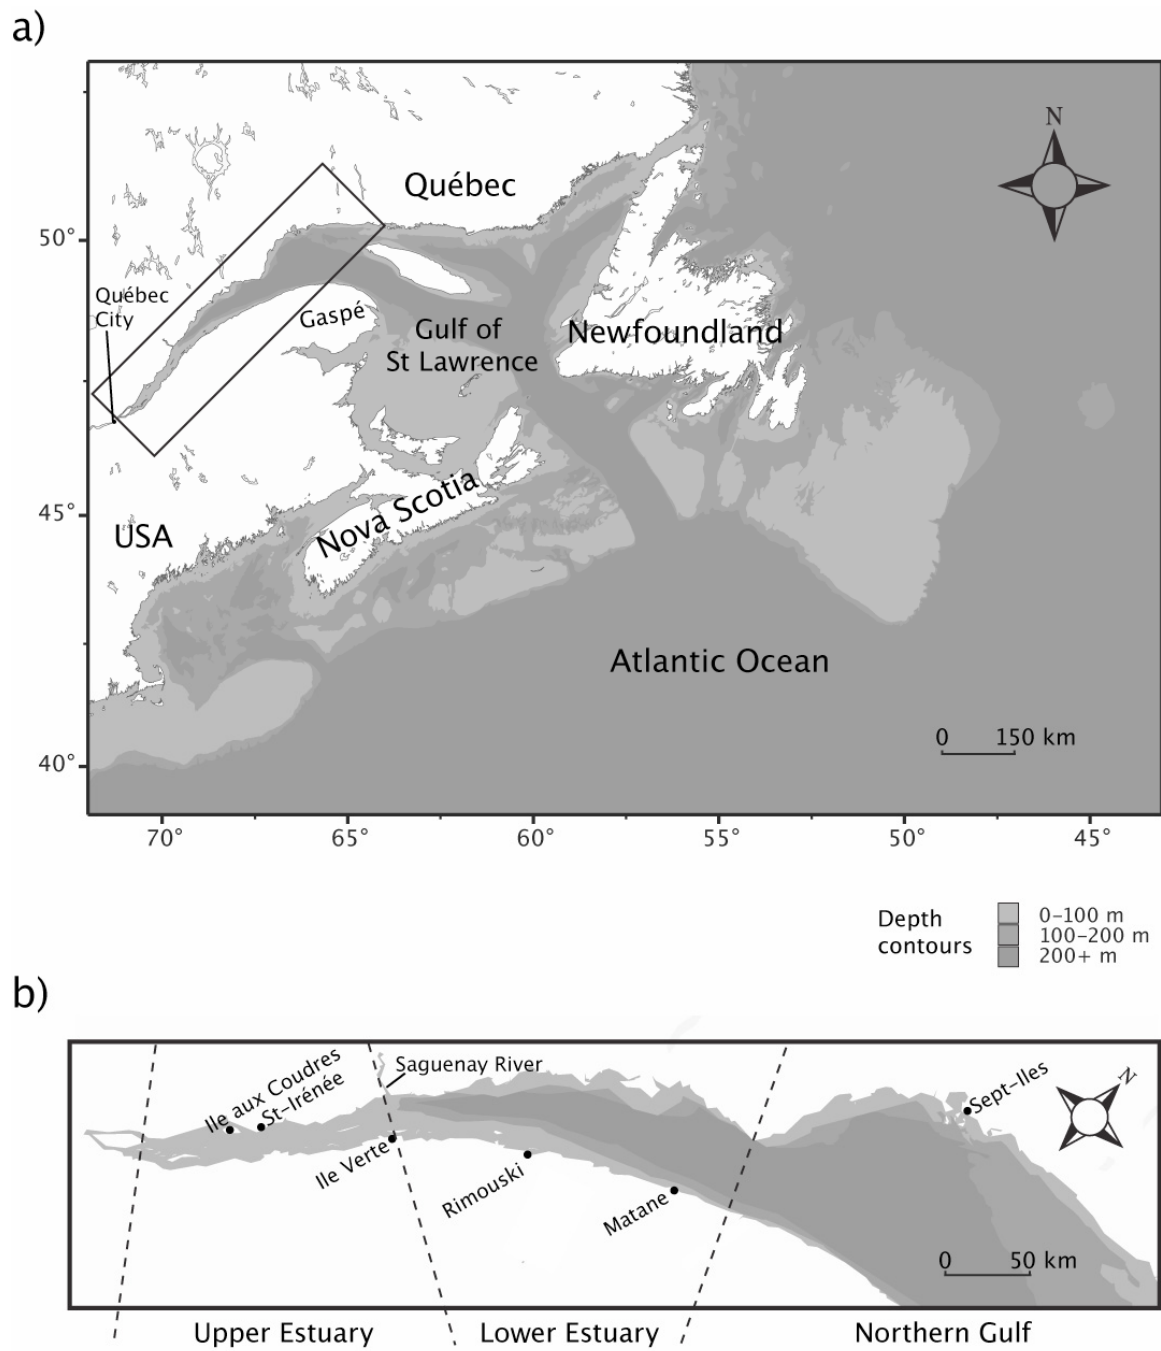 a)
N
Québec
50°
Québec
City
Gaspé
Gulf of
St Lawrence
Newfoundland
Nova Scotia
45°
USA
Atlantic Ocean
0 150 km
40°
70° 65° 60° 55° 50° 45°
Depth
contours
0–100 m
100–200 m
200+ m
b)
Saguenay River
N
Ile aux Coudres
St–Irénée
Sept–Iles
Ile Verte
Rimouski
Matane
0 50 km
Upper Estuary Lower Estuary Northern Gulf